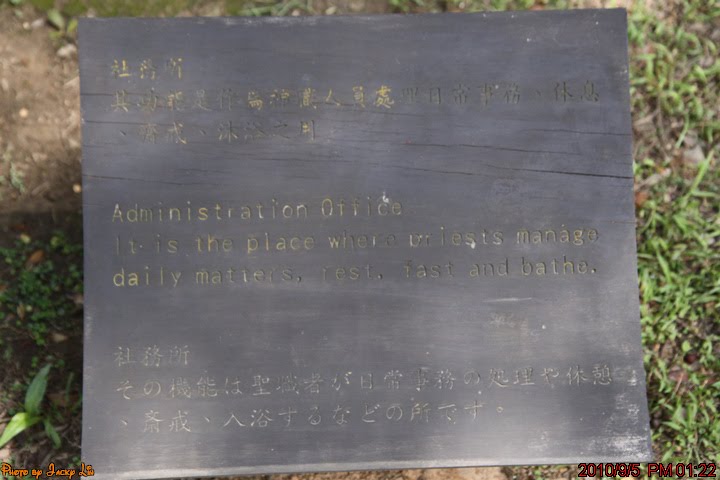 社務所
其功能是作為神職人員處理日常事務、休息
、齋戒、沐浴之用
Administration Office
It is the place where priests manage
daily matters, rest, fast and bathe.
社務所
その機能は聖職者が日常事務の処理や休憩
、斎戒、入浴するなどの所です。
Photo by Jacky Lin
2010/9/5 PM 01:22